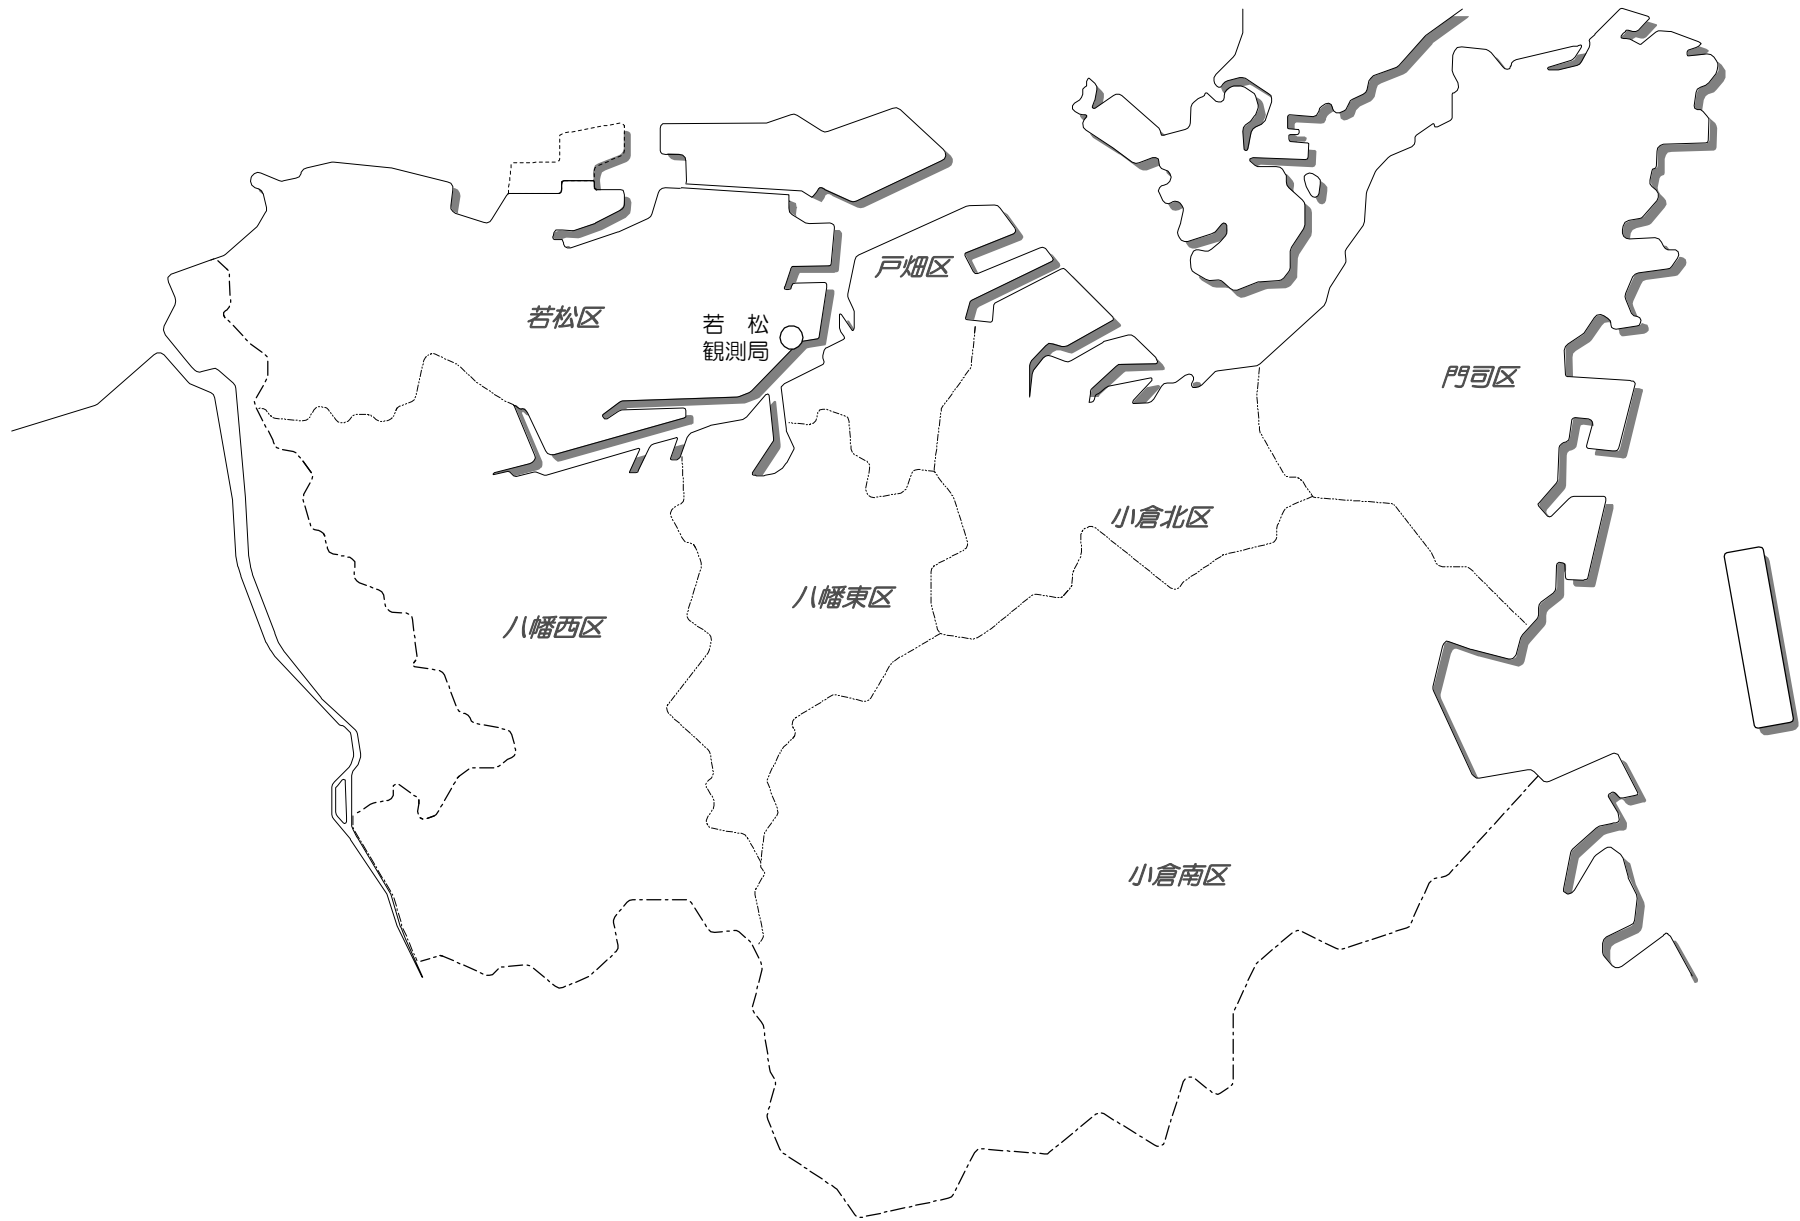 戸畑区
若松区
若　松
観測局
門司区
小倉北区
八幡東区
八幡西区
小倉南区